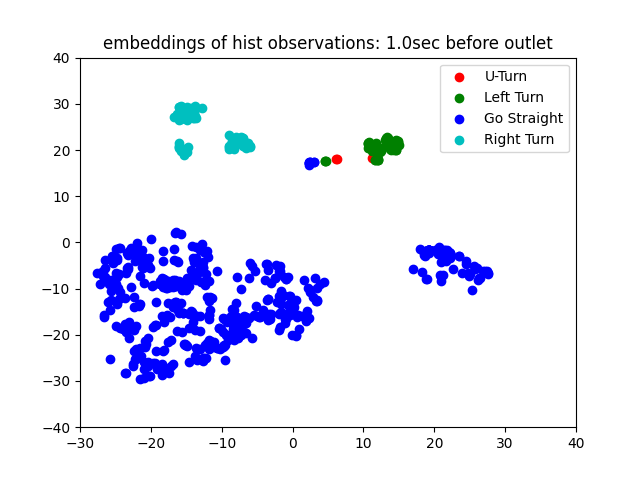 embeddings of hist observations: 1.0sec before outlet
U-Turn
Left Turn
Go Straight
Right Turn
40
30
20
10
0
−10
−20
−30
−40
−30 −20 −10 0 10 20 30 40